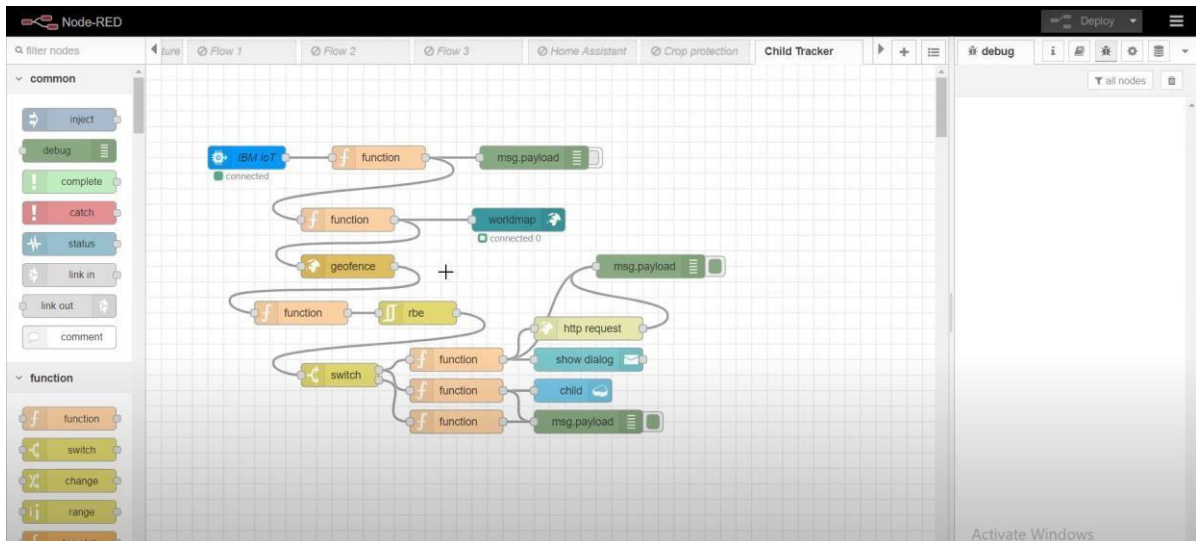 Node-RED
Deploy
filter nodes
ture
Flow 1
Flow 2
Flow 3
Home Assistant
Crop protection
Child Tracker
debug
i
common
all nodes
inject
debug
complete
catch
status
link in
link out
comment
function
function
switch
change
range
IBM IoT
connected
function
msg.payload
function
worldmap
connected 0
geofence
msg.payload
function
rbe
http request
switch
function
show dialog
function
child
function
msg.payload
Activate Windows